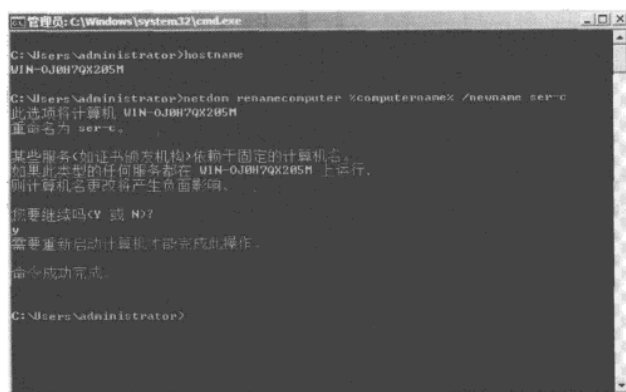 管理员: C:\Windows\system32\cmd.exe
C:\Users\administrator>hostname
WIN-OJ0H7QX205M
C:\Users\administrator>netdom renamecomputer %computername% /newname ser-c
此选项将计算机 WIN-OJ0H7QX205M
重命名为 ser-c。
某些服务(如证书颁发机构)依赖于固定的计算机名。
如果此类型的任何服务都在 WIN-OJ0H7QX205M 上运行,
则计算机名更改将产生负面影响。
您要继续吗(Y 或 N)?
y
需要重新启动计算机才能完成此操作。
命令成功完成。
C:\Users\administrator>